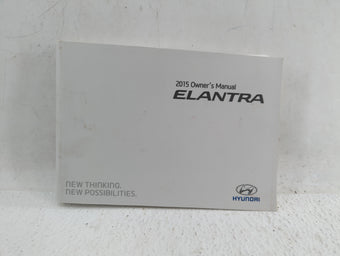 2015 Owner's Manual
ELANTRA
NEW THINKING.
NEW POSSIBILITIES.
HYUNDAI